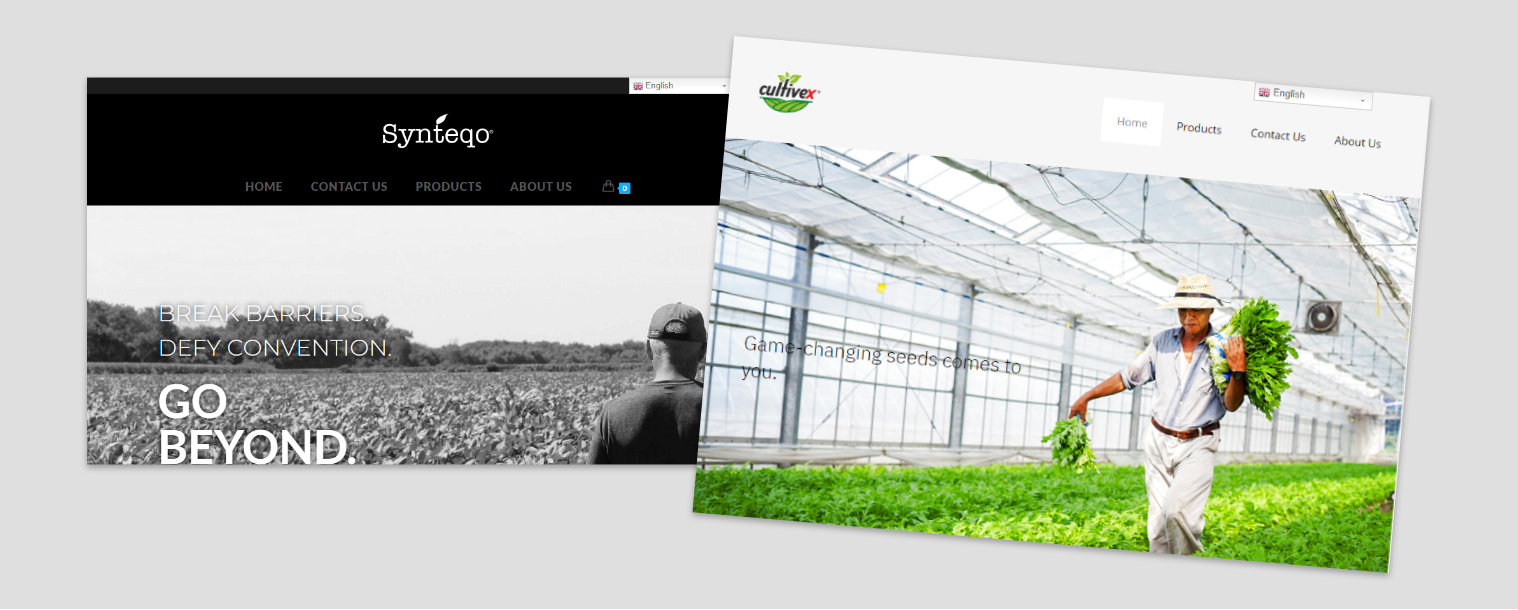 English
Synteqo®
HOME CONTACT US PRODUCTS ABOUT US 0
BREAK BARRIERS.
DEFY CONVENTION.
GO
BEYOND.
cultivex
English
Home Products Contact Us About Us
Game-changing seeds comes to
you.